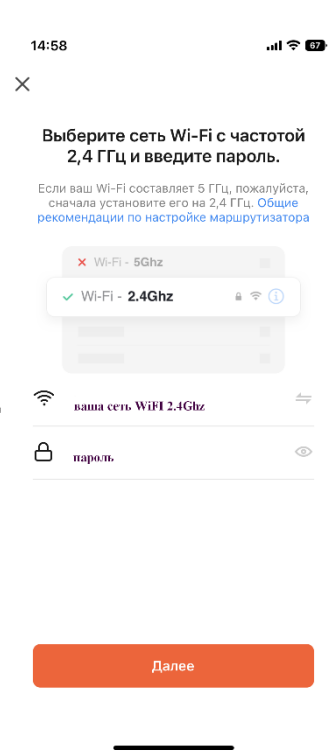 14:58
67
Выберите сеть Wi-Fi с частотой
2,4 ГГц и введите пароль.
Если ваш Wi-Fi составляет 5 ГГц, пожалуйста,
сначала установите его на 2,4 ГГц. Общие
рекомендации по настройке маршрутизатора
Wi-Fi - 5Ghz
Wi-Fi - 2.4Ghz
ваша сеть WiFI 2.4Ghz
пароль
Далее